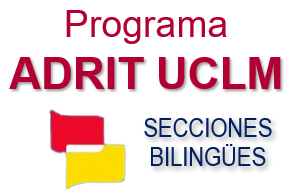 Programa
ADRIT UCLM
SECCIONES
BILINGÜES